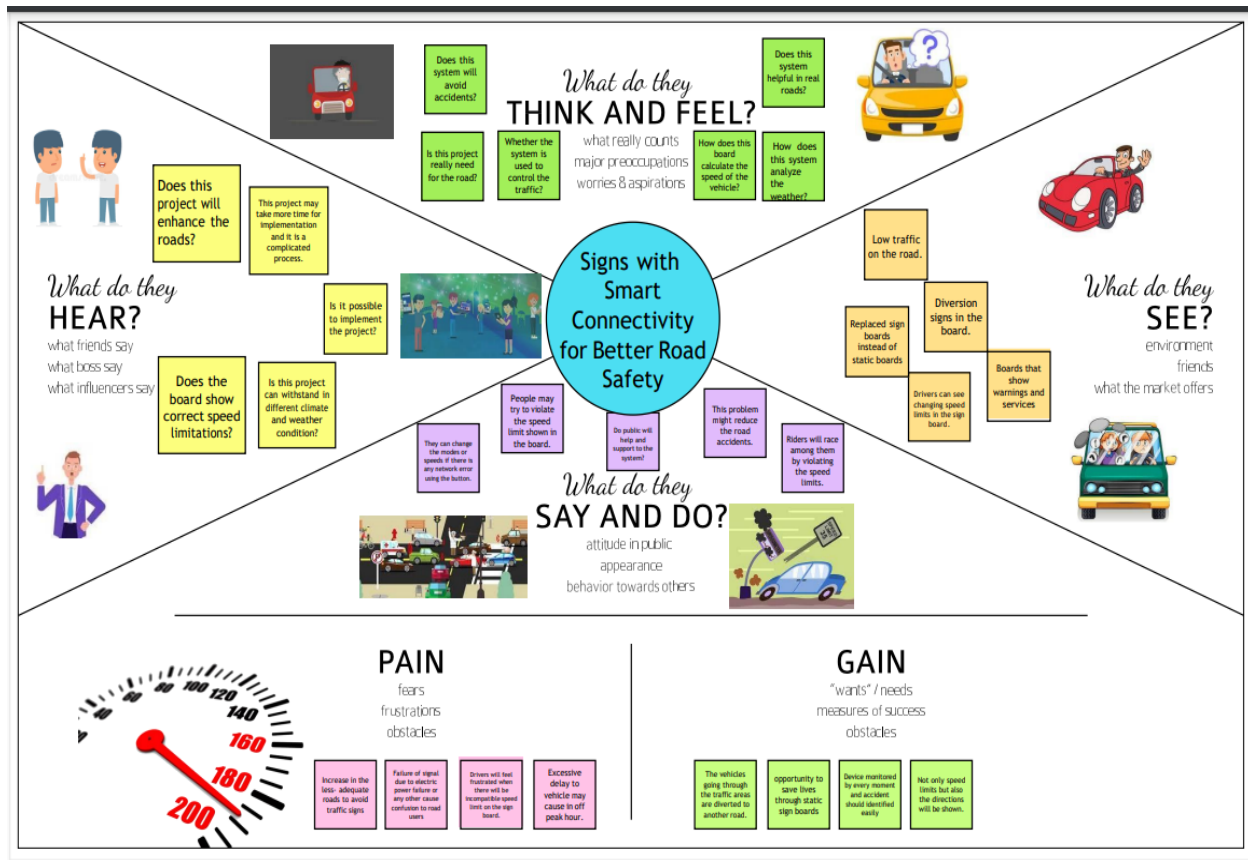 Does this
system will
avoid
accidents?
What do they
THINK AND FEEL?
what really counts
major preoccupations
worries & aspirations
Does this
system
helpful in real
roads?
?
Is this project
really need
for the road?
Whether the
system is
used to
control the
traffic?
How does this
board
calculate the
speed of the
vehicle?
How does
this system
analyze
the
weather?
Does this
project will
enhance the
roads?
This project may
take more time for
implementation
and it is a
complicated
process.
What do they
HEAR?
what friends say
what boss say
what influencers say
Is it possible
to implement
the project?
Does the
board show
correct speed
limitations?
Is this project
can withstand in
different climate
and weather
condition?
Signs with
Smart
Connectivity
for Better Road
Safety
Low traffic
on the road.
Diversion
signs in the
board.
Replaced sign
boards
instead of
static boards
Drivers can see
changing speed
limits in the sign
board.
Boards that
show
warnings and
services
What do they
SEE?
environment
friends
what the market offers
They can change
the modes or
speeds if there is
any network error
using the button.
People may
try to violate
the speed
limit shown in
the board.
Do public will
help and
support to the
system?
This problem
might reduce the
road
accidents.
Riders will race
among them
by violating
the speed
limits.
What do they
SAY AND DO?
attitude in public
appearance
behavior towards others
PAIN
fears
frustrations
obstacles
40
60
80
100
120
140
160
180
200
Increase in the
less- adequate
roads to avoid
traffic signs
Failure of signal
due to electric
power failure or
any other cause
confusion to road
users
Drivers will feel
frustrated when
there will be
incompatible speed
limit on the sign
board.
Excessive
delay to
vehicle may
cause in off
peak hour.
GAIN
"wants" / needs
measures of success
obstacles
The vehicles
going through
the traffic areas
are diverted to
another road.
opportunity to
save lives
through static
sign boards
Device monitored
by every moment
and accident
should identified
easily
Not only speed
limits but also
the directions
will be shown.